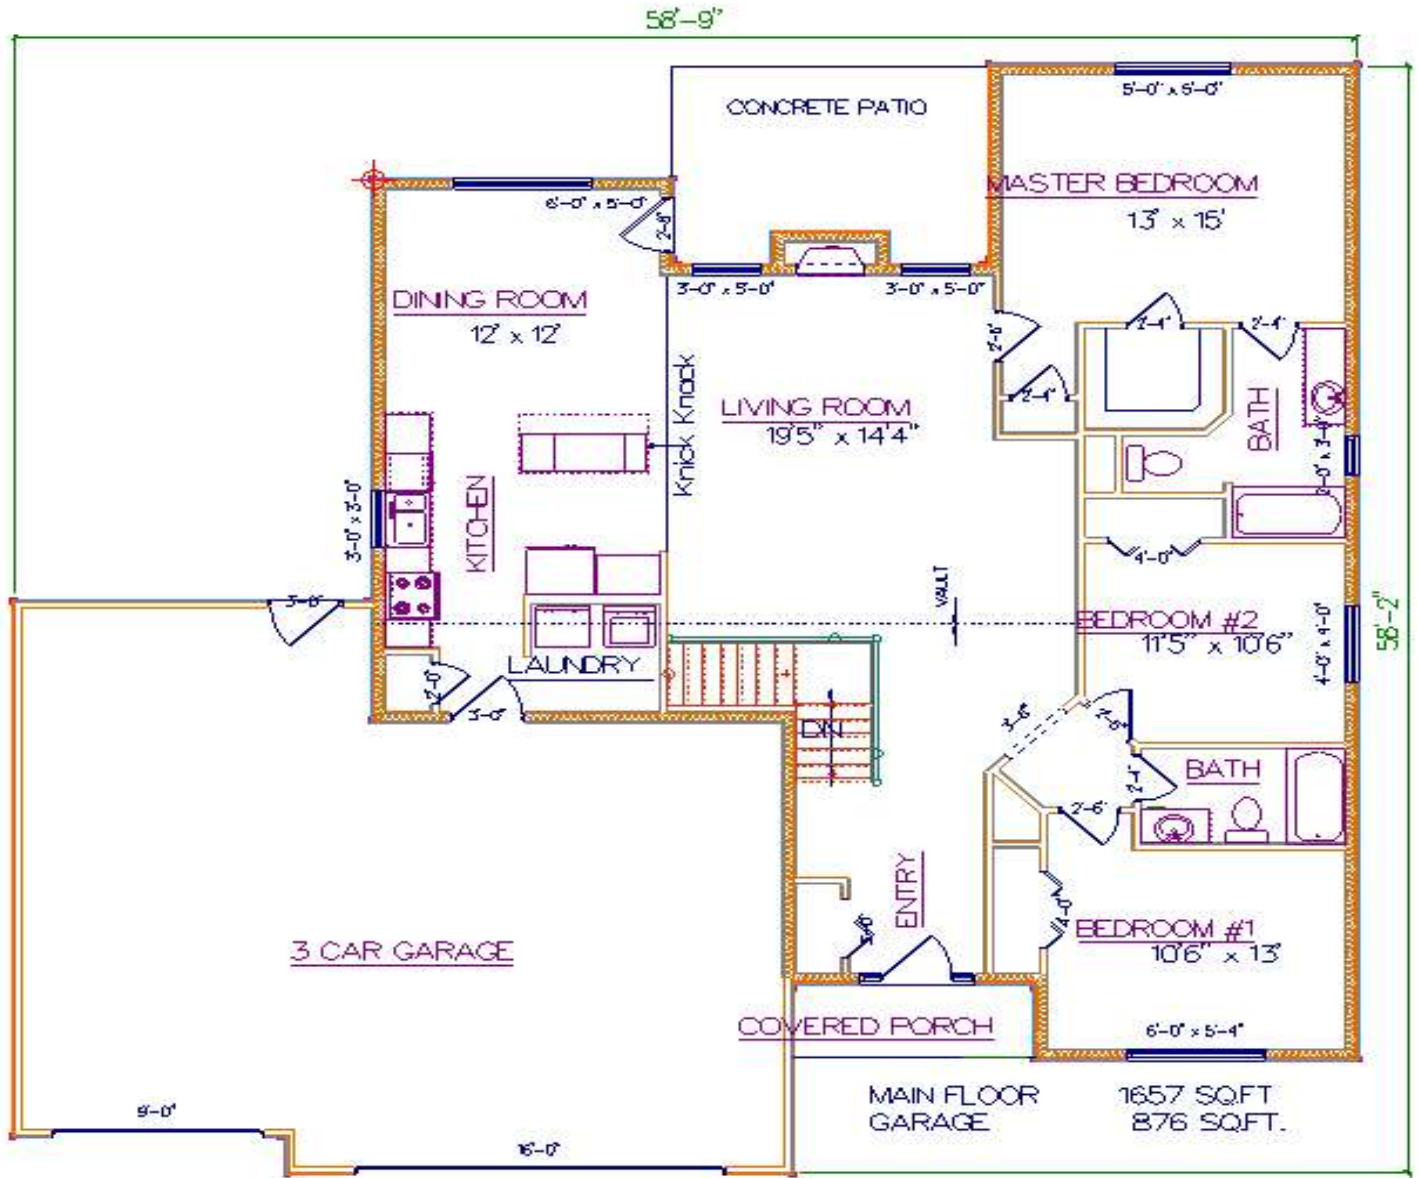 58'-9"
5'-0" x 5'-0"
CONCRETE PATIO
MASTER BEDROOM
13' x 15'
6'-0" x 5'-0"
2'-8"
3'-0" x 5'-0"
3'-0" x 5'-0"
DINING ROOM
12' x 12'
2'-4"
2'-4"
2'-4"
Knick Knack
LIVING ROOM
19'5" x 14'4"
BATH
2'-0" x 3'-0"
KITCHEN
3'-0" x 3'-0"
4'-0"
VAULT
3'-0"
BEDROOM #2
11'5" x 10'6"
4'-0" x 4'-0"
58'-2"
LAUNDRY
2'-0"
3'-0"
3'-6"
2'-6"
DN
BATH
2'-4"
2'-6"
ENTRY
4'-0"
3 CAR GARAGE
BEDROOM #1
10'6" x 13'
COVERED PORCH
6'-0" x 5'-4"
MAIN FLOOR 1657 SQ.FT
GARAGE 876 SQ.FT.
9'-0"
16'-0"